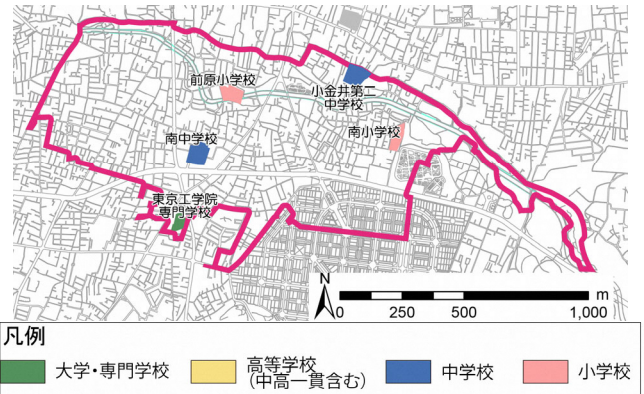 前原小学校
小金井第二
中学校
南小学校
南中学校
東京工学院
専門学校
N
m
0 250 500 1,000
凡例
大学・専門学校
高等学校
(中高一貫含む)
中学校
小学校